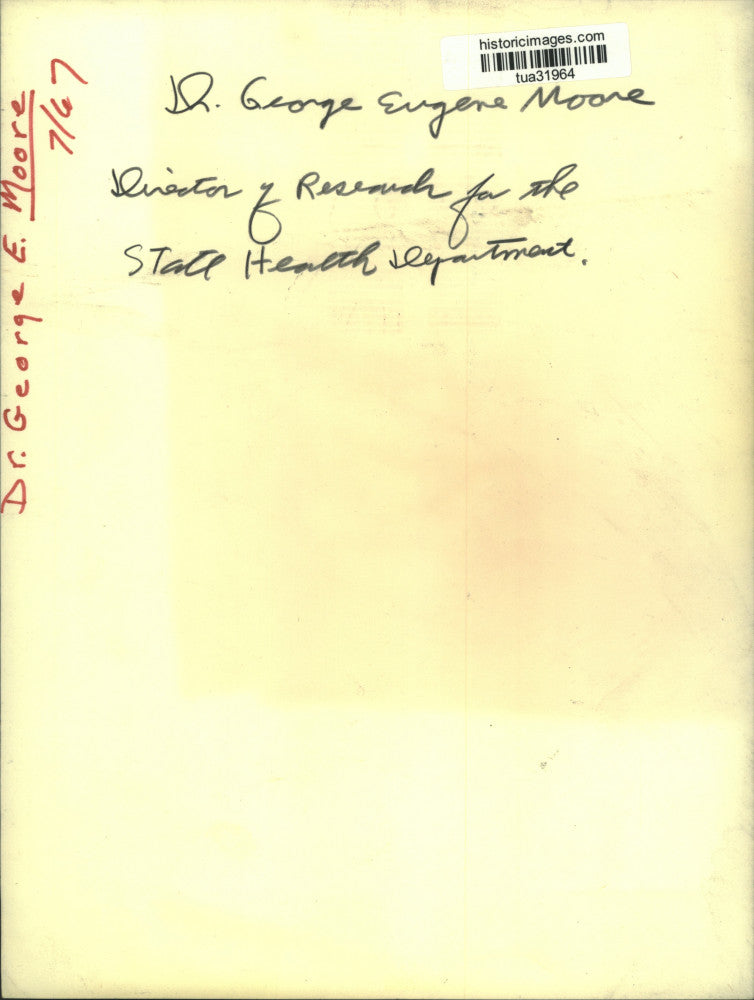 historicimages.com
tua31964
Dr. George Eugene Moore
Director of Research for the
State Health Department.
Dr. George E. Moore
7/67